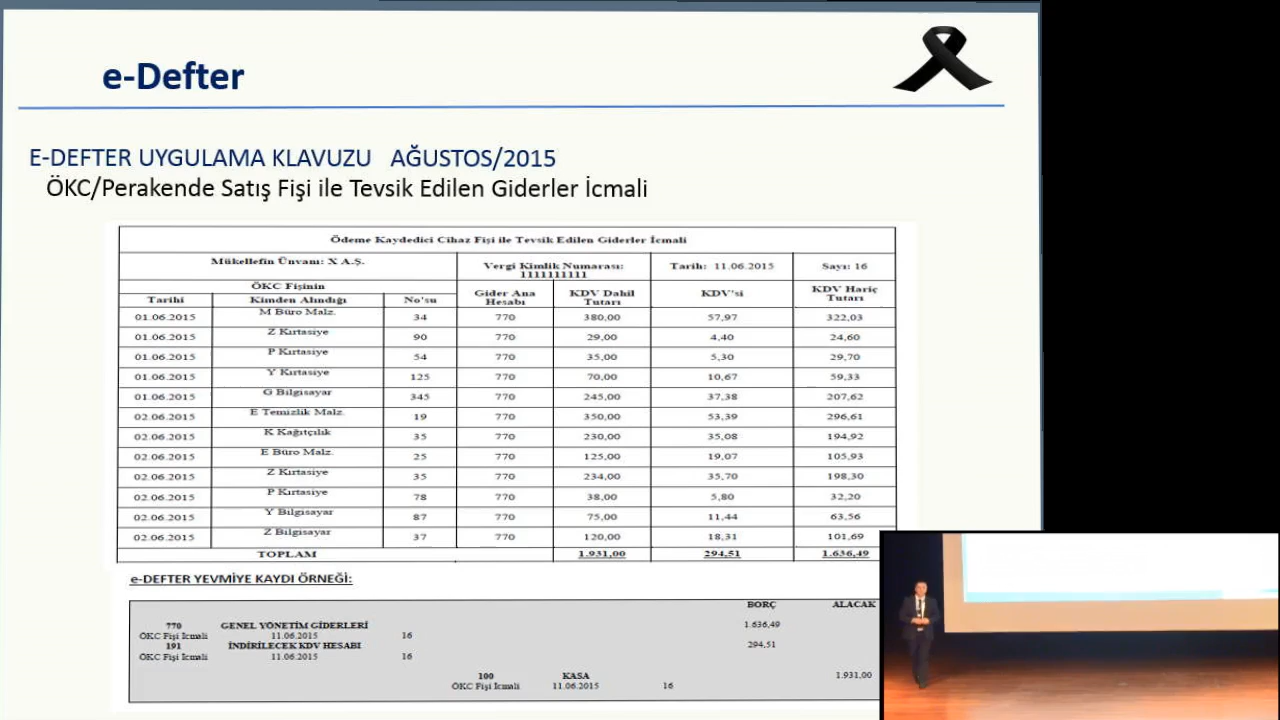 e-Defter
E-DEFTER UYGULAMA KLAVUZU AĞUSTOS/2015
ÖKC/Perakende Satış Fişi ile Tevsik Edilen Giderler İcmali
Ödeme Kaydedici Cihaz Fişi ile Tevsik Edilen Giderler İcmali
Mükellefin Ünvanı: X A.Ş. Vergi Kimlik Numarası: 1111111111 Tarih: 11.06.2015 Sayı: 16
ÖKC Fişinin
Tarihi Kimden Alındığı No'su Gider Ana Hesabı KDV Dahil Tutarı KDV'si KDV Hariç Tutarı
01.06.2015 M Büro Malz. 34 770 380,00 57,97 322,03
01.06.2015 Z Kırtasiye 90 770 29,00 4,40 24,60
01.06.2015 P Kırtasiye 54 770 35,00 5,30 29,70
01.06.2015 Y Kırtasiye 125 770 70,00 10,67 59,33
01.06.2015 G Bilgisayar 345 770 245,00 37,38 207,62
02.06.2015 E Temizlik Malz. 19 770 350,00 53,39 296,61
02.06.2015 K Kağıtçılık 35 770 230,00 35,08 194,92
02.06.2015 E Büro Malz. 25 770 125,00 19,07 105,93
02.06.2015 Z Kırtasiye 35 770 234,00 35,70 198,30
02.06.2015 P Kırtasiye 78 770 38,00 5,80 32,20
02.06.2015 Y Bilgisayar 87 770 75,00 11,44 63,56
02.06.2015 Z Bilgisayar 37 770 120,00 18,31 101,69
TOPLAM 1.931,00 294,51 1.636,49
e-DEFTER YEVMİYE KAYDI ÖRNEĞİ:
BORÇ ALACAK
770 GENEL YÖNETİM GİDERLERİ 1.636,49
ÖKC Fişi İcmali 11.06.2015 16
191 İNDİRİLECEK KDV HESABI 294,51
ÖKC Fişi İcmali 11.06.2015 16
100 KASA 1.931,00
ÖKC Fişi İcmali 11.06.2015 16